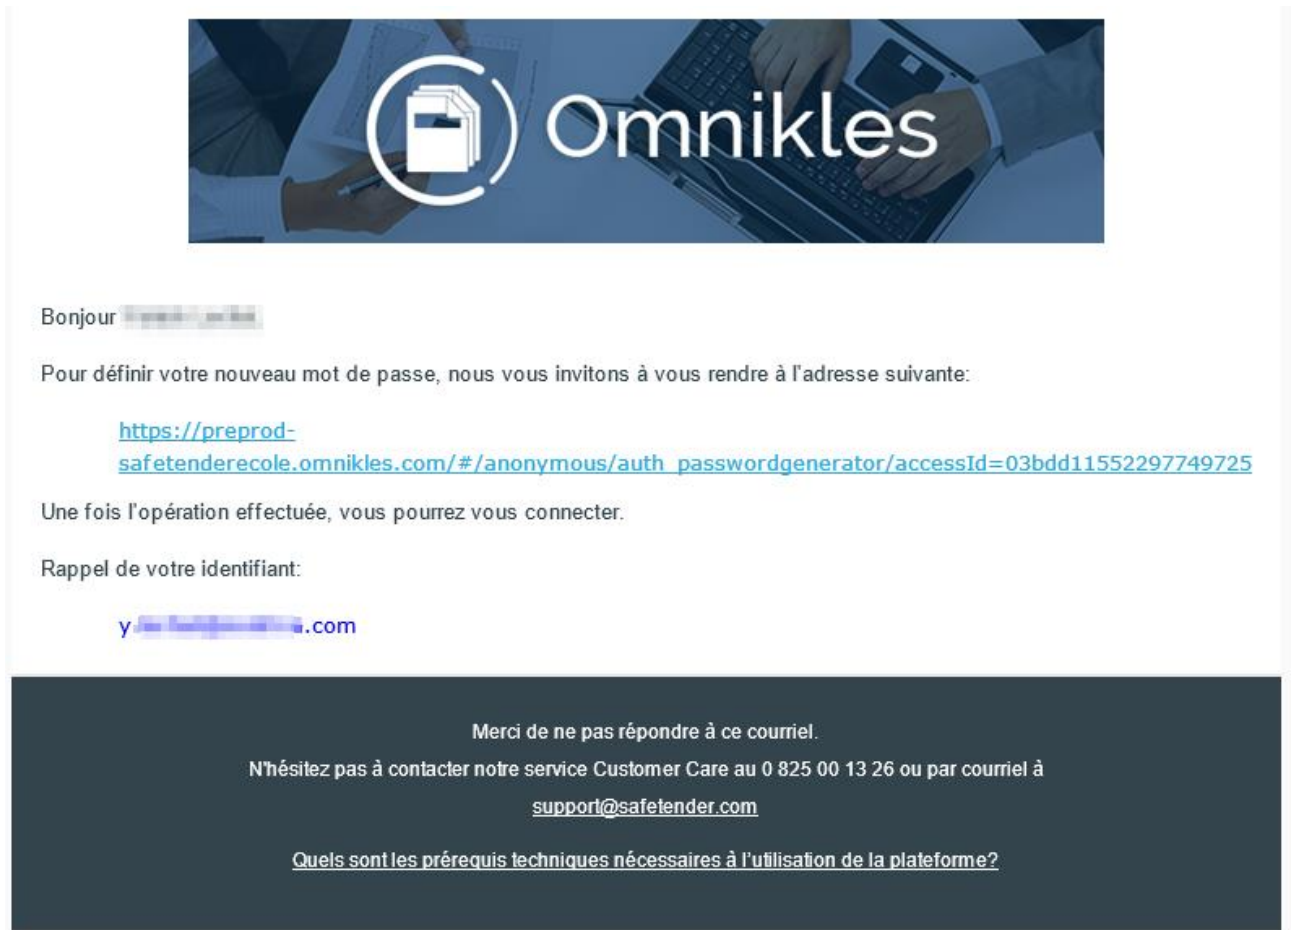 Omnikles
Bonjour
Pour définir votre nouveau mot de passe, nous vous invitons à vous rendre à l'adresse suivante:
https://preprod-
safetenderecole.omnikles.com/#/anonymous/auth_passwordgenerator/accessId=03bdd11552297749725
Une fois l'opération effectuée, vous pourrez vous connecter.
Rappel de votre identifiant:
y .com
Merci de ne pas répondre à ce courriel.
N'hésitez pas à contacter notre service Customer Care au 0 825 00 13 26 ou par courriel à
support@safetender.com
Quels sont les prérequis techniques nécessaires à l'utilisation de la plateforme?